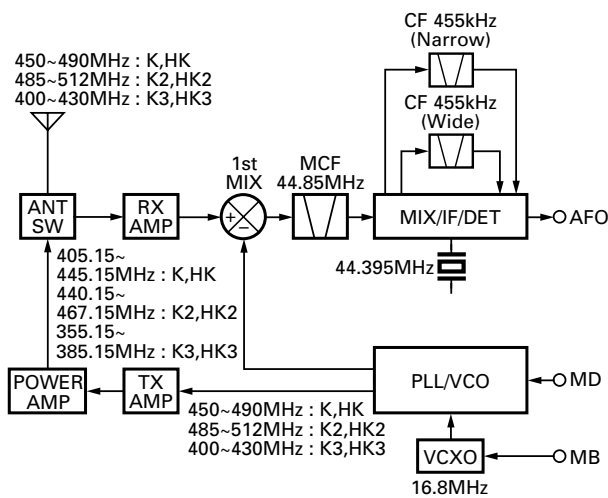 450~490MHz : K,HK
485~512MHz : K2,HK2
400~430MHz : K3,HK3
CF 455kHz
(Narrow)
CF 455kHz
(Wide)
1st
MIX
MCF
44.85MHz
ANT
SW
RX
AMP
+
−
MIX/IF/DET
AFO
44.395MHz
405.15~
445.15MHz : K,HK
440.15~
467.15MHz : K2,HK2
355.15~
385.15MHz : K3,HK3
POWER
AMP
TX
AMP
PLL/VCO
MD
450~490MHz : K,HK
485~512MHz : K2,HK2
400~430MHz : K3,HK3
VCXO
MB
16.8MHz